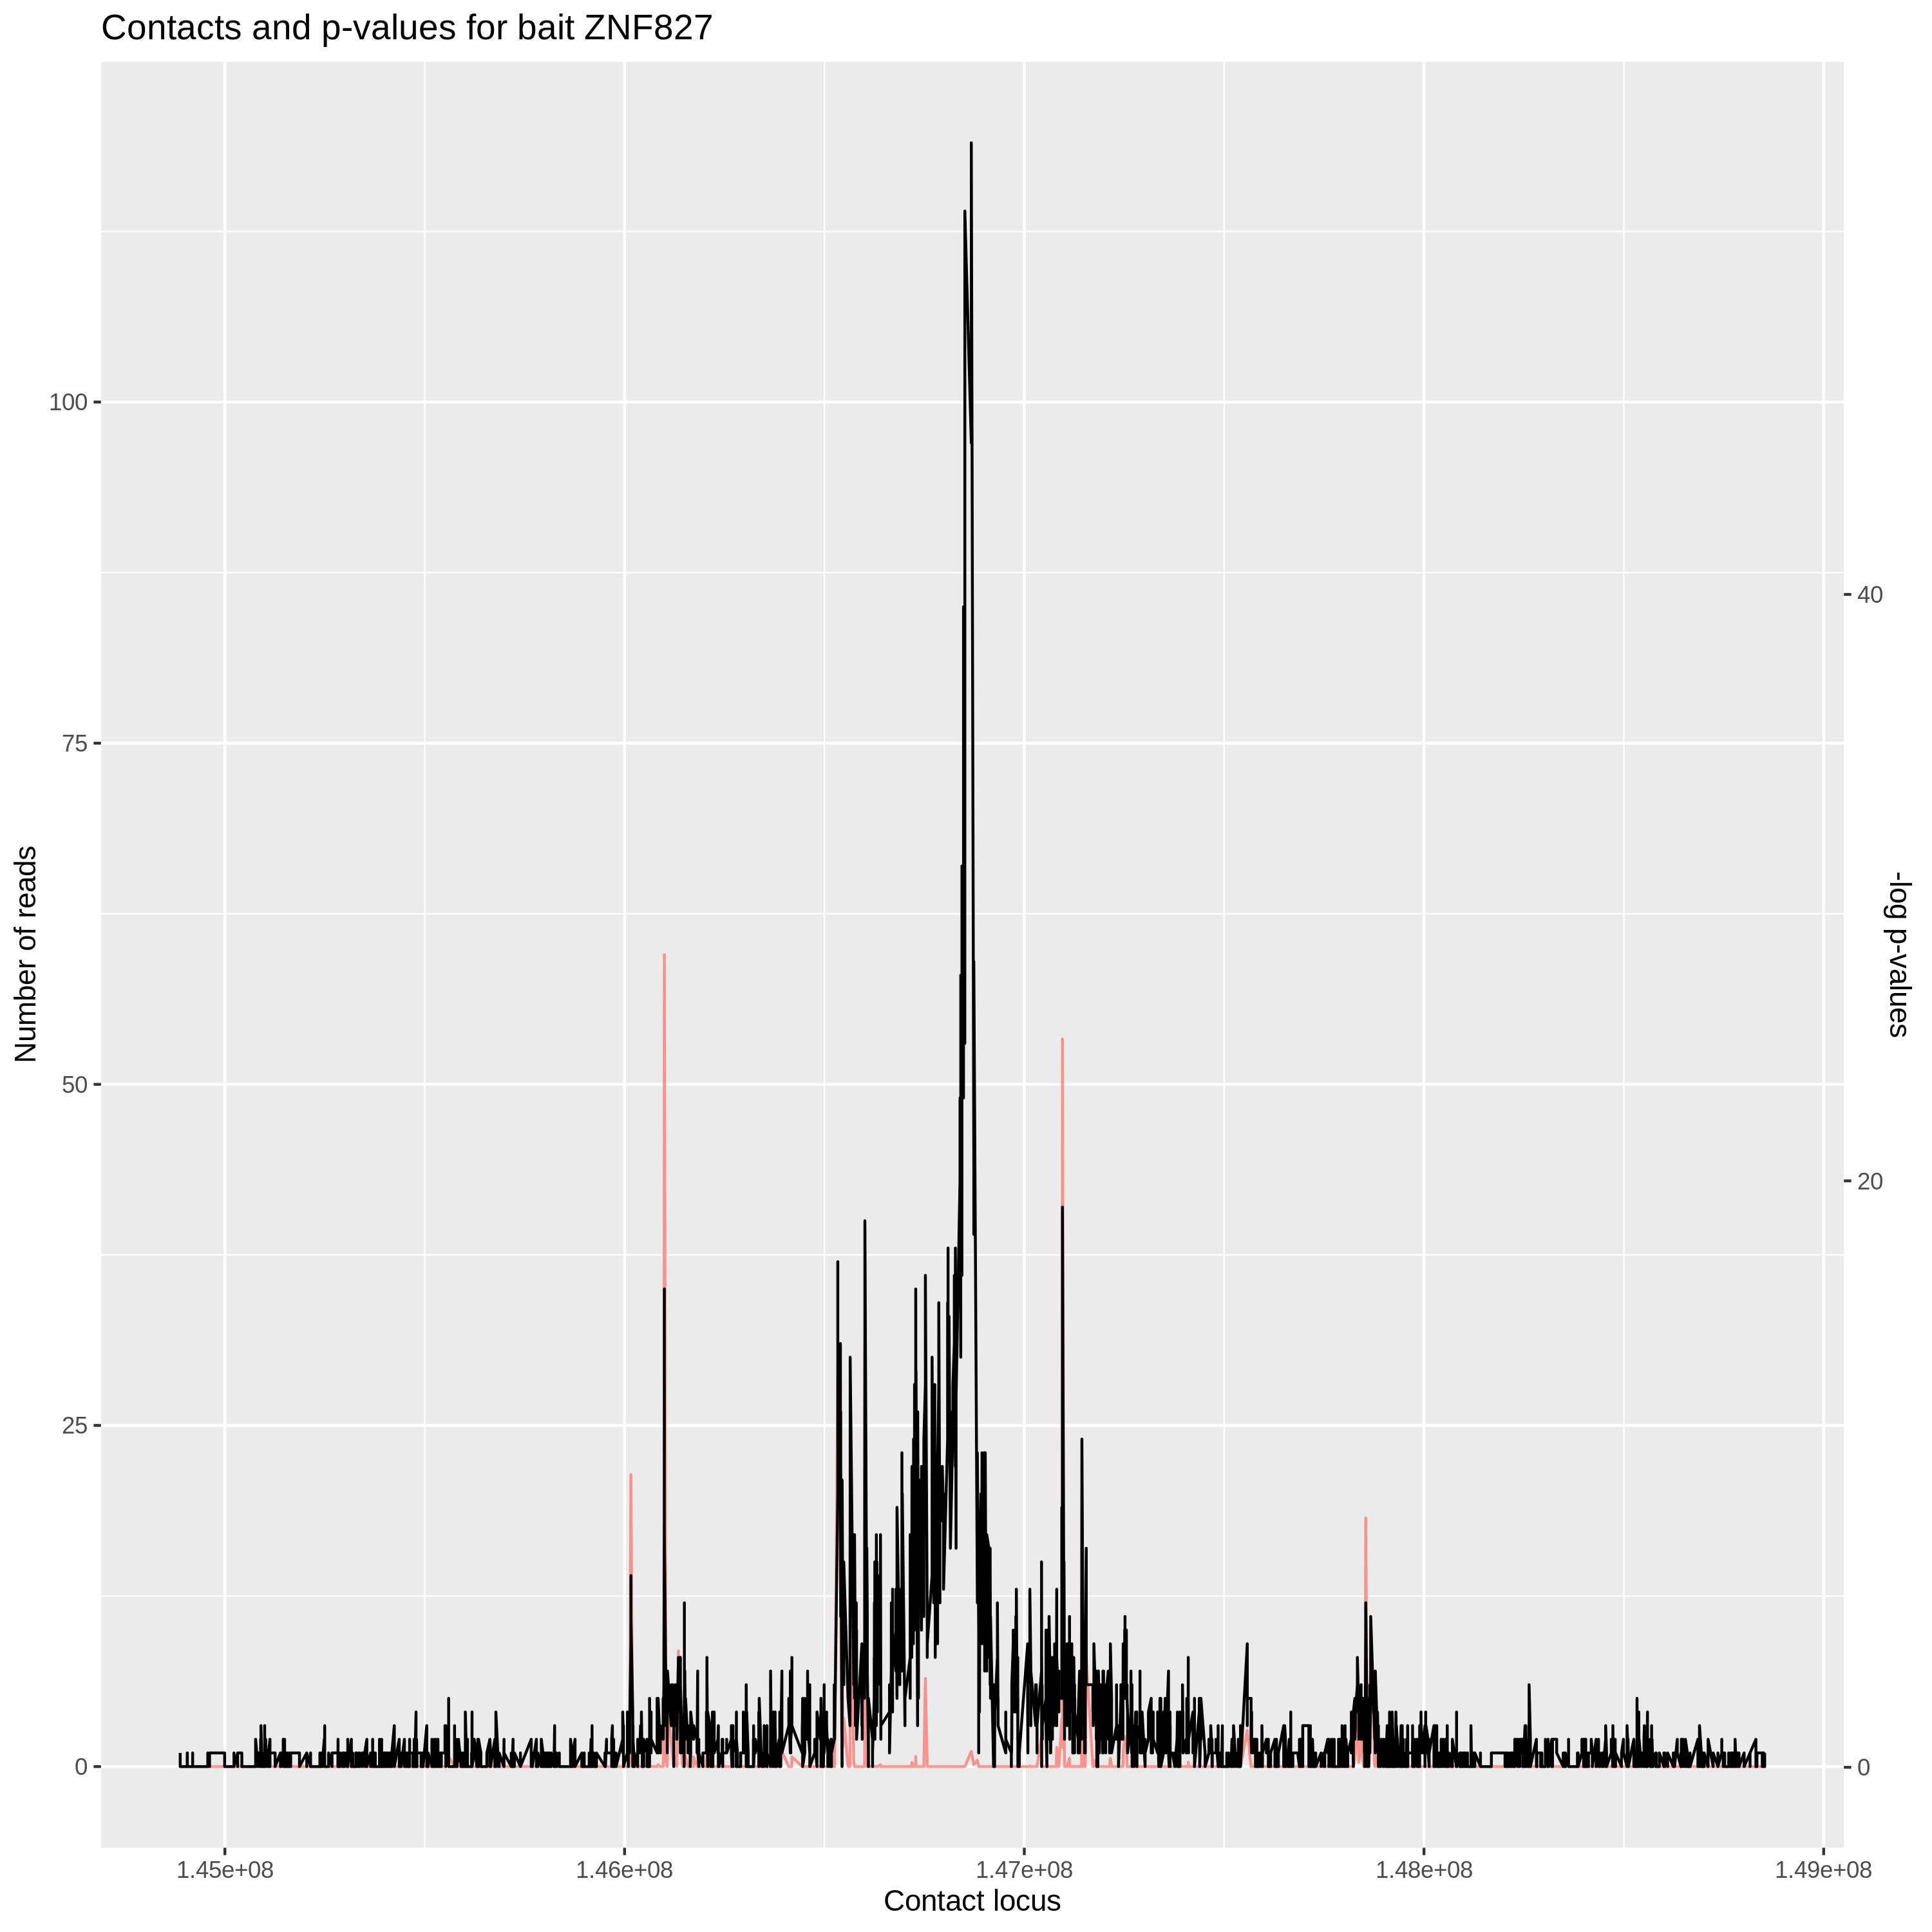 Contacts and p-values for bait ZNF827
Number of reads
100
75
50
25
0
40
20
0
-log p-values
1.45e+08
1.46e+08
1.47e+08
1.48e+08
1.49e+08
Contact locus